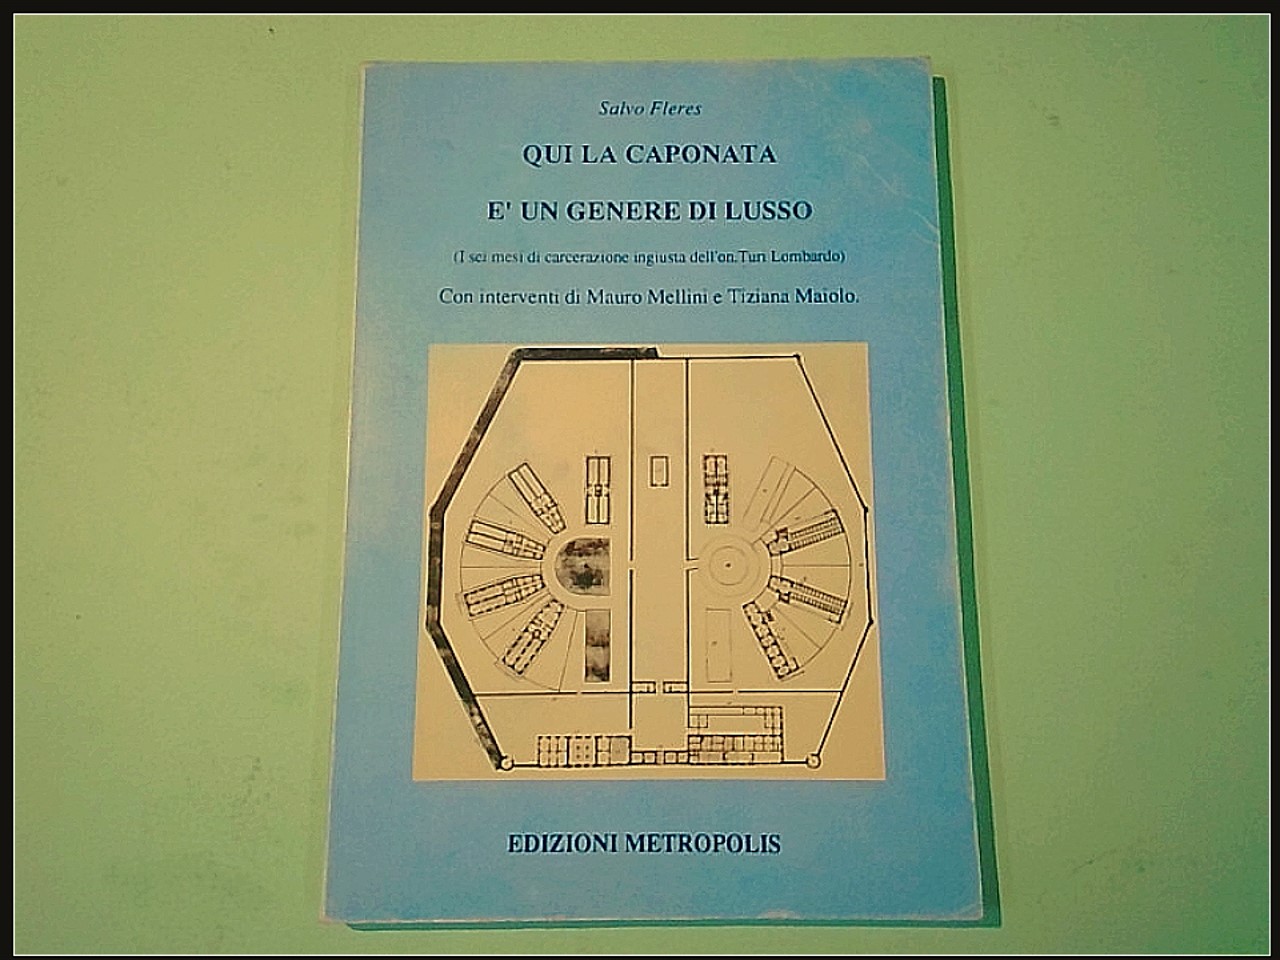 Salvo Fleres
QUI LA CAPONATA
E' UN GENERE DI LUSSO
(I sei mesi di carcerazione ingiusta dell'on.Turi Lombardo)
Con interventi di Mauro Mellini e Tiziana Maiolo.
EDIZIONI METROPOLIS